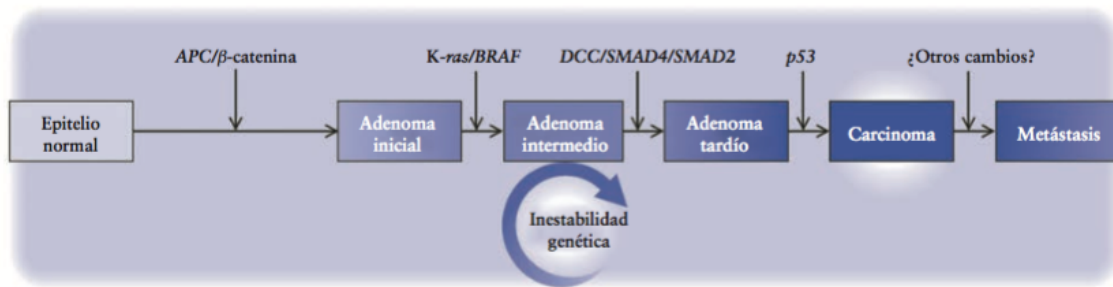 APC/β-catenina
K-ras/BRAF
DCC/SMAD4/SMAD2
p53
¿Otros cambios?
Epitelio
normal
Adenoma
inicial
Adenoma
intermedio
Adenoma
tardío
Carcinoma
Metástasis
Inestabilidad
genética